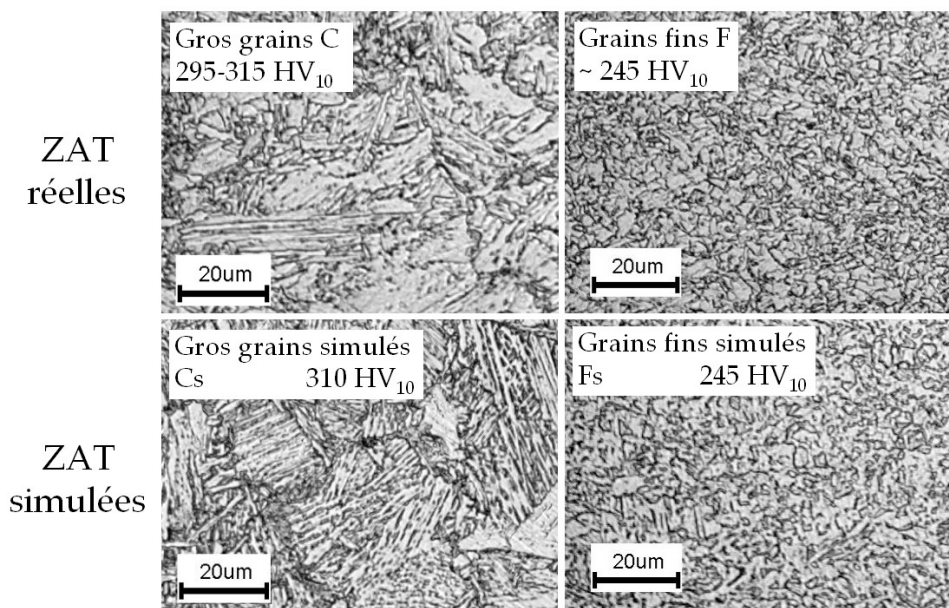 ZAT
réelles
Gros grains C
295-315 HV10
20um
Grains fins F
~ 245 HV10
20um
ZAT
simulées
Gros grains simulés
Cs 310 HV10
20um
Grains fins simulés
Fs 245 HV10
20um